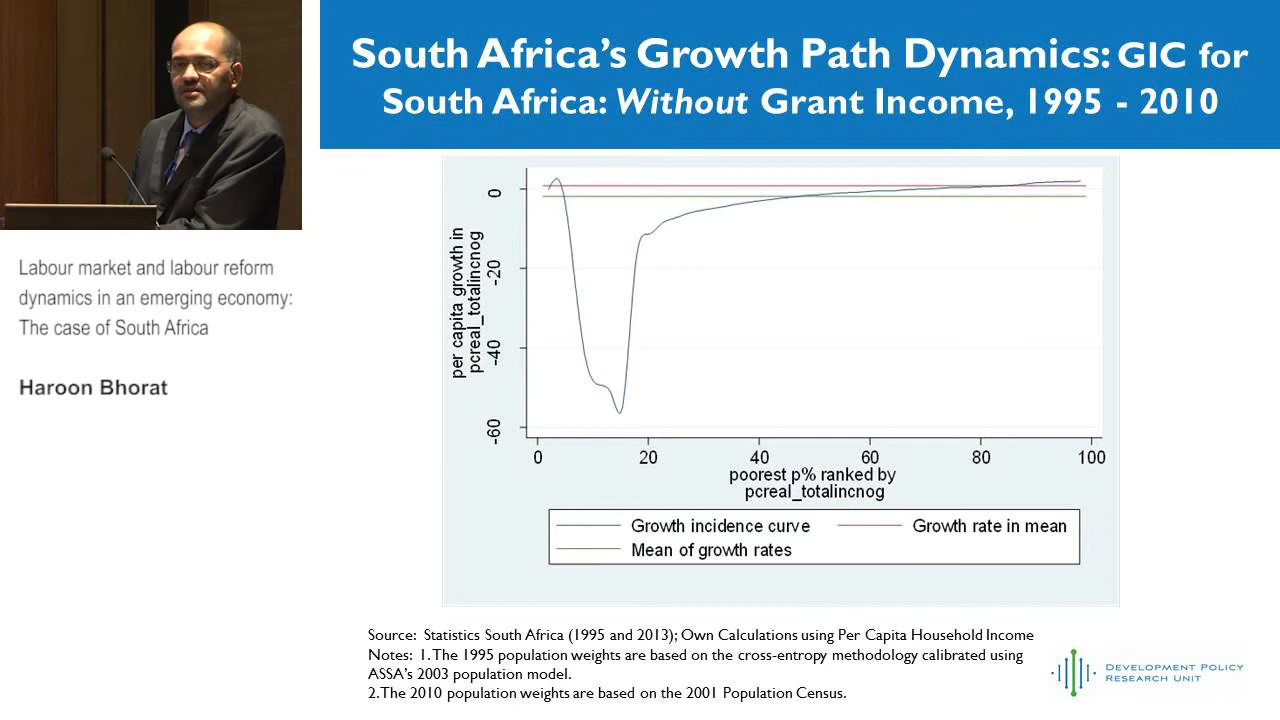 South Africa's Growth Path Dynamics: GIC for
South Africa: Without Grant Income, 1995 - 2010
Labour market and labour reform
dynamics in an emerging economy:
The case of South Africa
Haroon Bhorat
per capita growth in
pcreal_totalincnog
0
-20
-40
-60
0 20 40 60 80 100
poorest p% ranked by
pcreal_totalincnog
Growth incidence curve Growth rate in mean
Mean of growth rates
Source: Statistics South Africa (1995 and 2013); Own Calculations using Per Capita Household Income
Notes: 1. The 1995 population weights are based on the cross-entropy methodology calibrated using
ASSA's 2003 population model.
2. The 2010 population weights are based on the 2001 Population Census.
DEVELOPMENT POLICY
RESEARCH UNIT